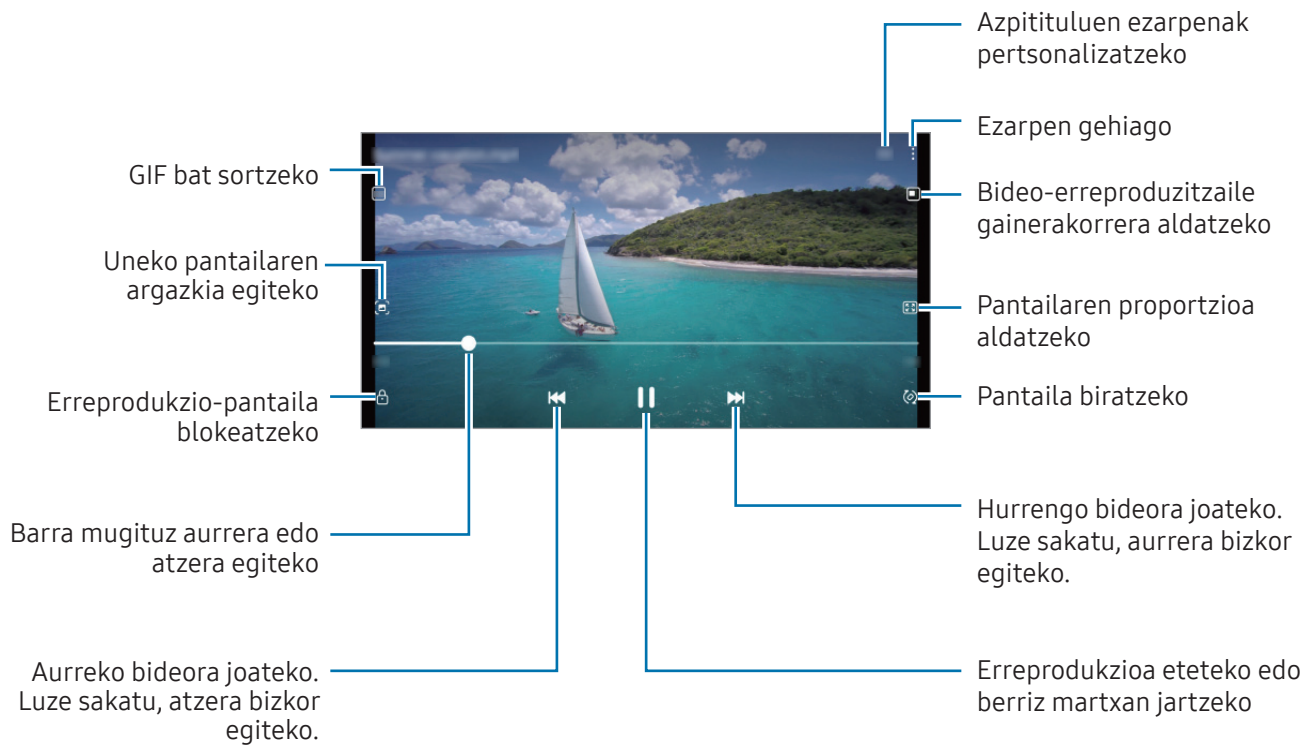 Azpitituluen ezarpenak
pertsonalizatzeko
Ezarpen gehiago
GIF bat sortzeko
Bideo-erreproduzitzaile
gainerakorrera aldatzeko
Uneko pantailaren
argazkia egiteko
Pantailaren proportzioa
aldatzeko
Erreprodukzio-pantaila
blokeatzeko
Pantaila biratzeko
Barra mugituz aurrera edo
atzera egiteko
Hurrengo bideora joateko.
Luze sakatu, aurrera bizkor
egiteko.
Aurreko bideora joateko.
Luze sakatu, atzera bizkor
egiteko.
Erreprodukzioa eteteko edo
berriz martxan jartzeko